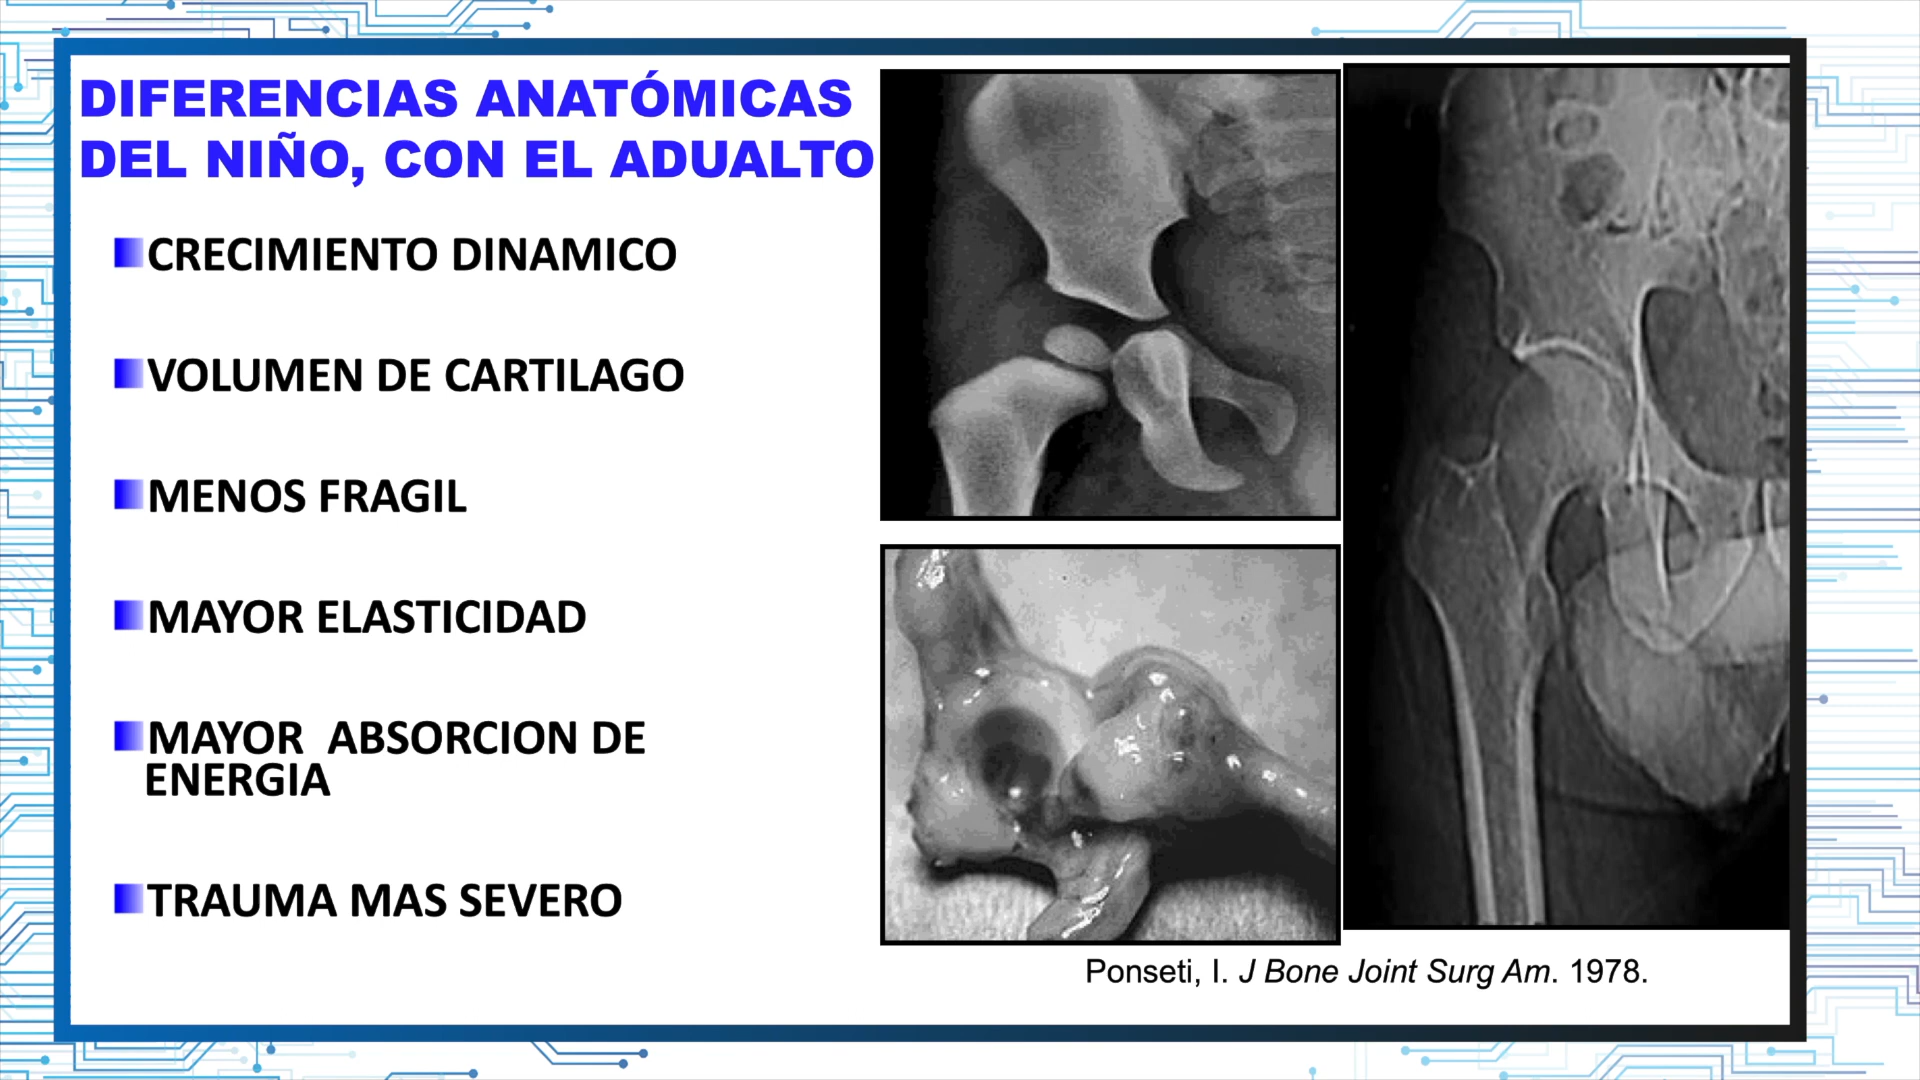 DIFERENCIAS ANATÓMICAS
DEL NIÑO, CON EL ADUALTO
CRECIMIENTO DINAMICO
VOLUMEN DE CARTILAGO
MENOS FRAGIL
MAYOR ELASTICIDAD
MAYOR ABSORCION DE
ENERGIA
TRAUMA MAS SEVERO
Ponseti, I. J Bone Joint Surg Am. 1978.